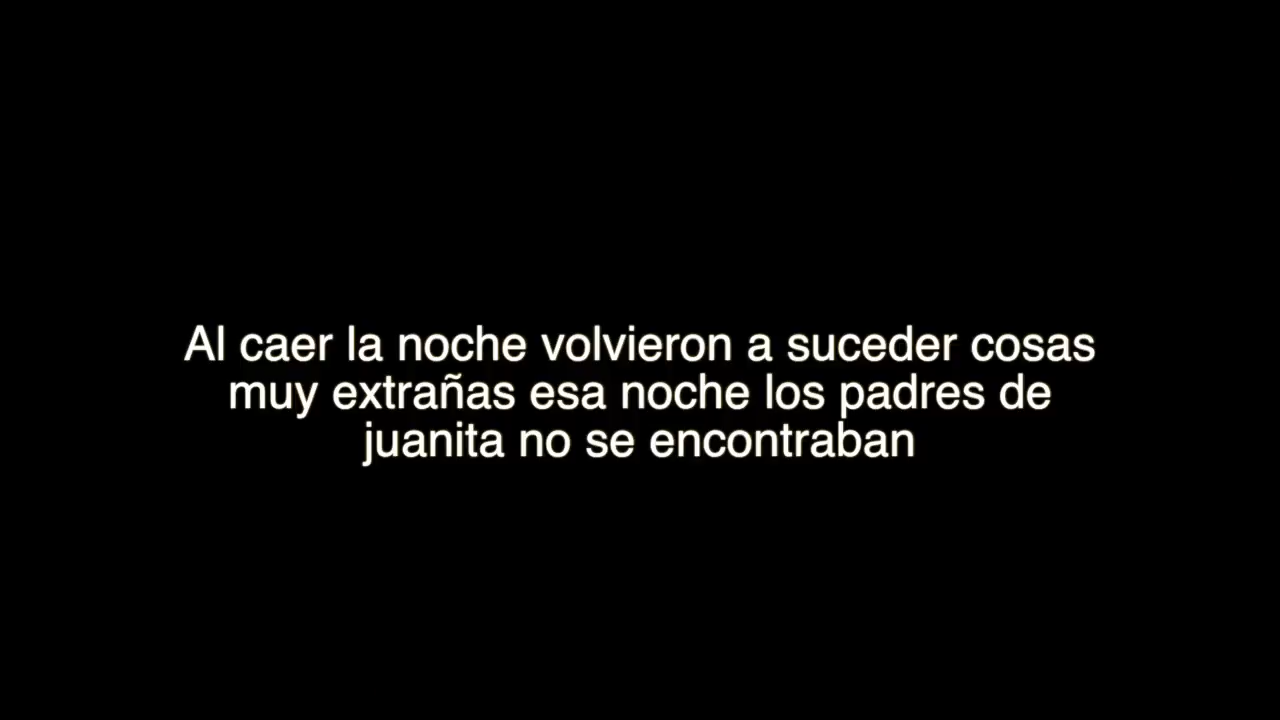 Al caer la noche volvieron a suceder cosas
muy extrañas esa noche los padres de
juanita no se encontraban